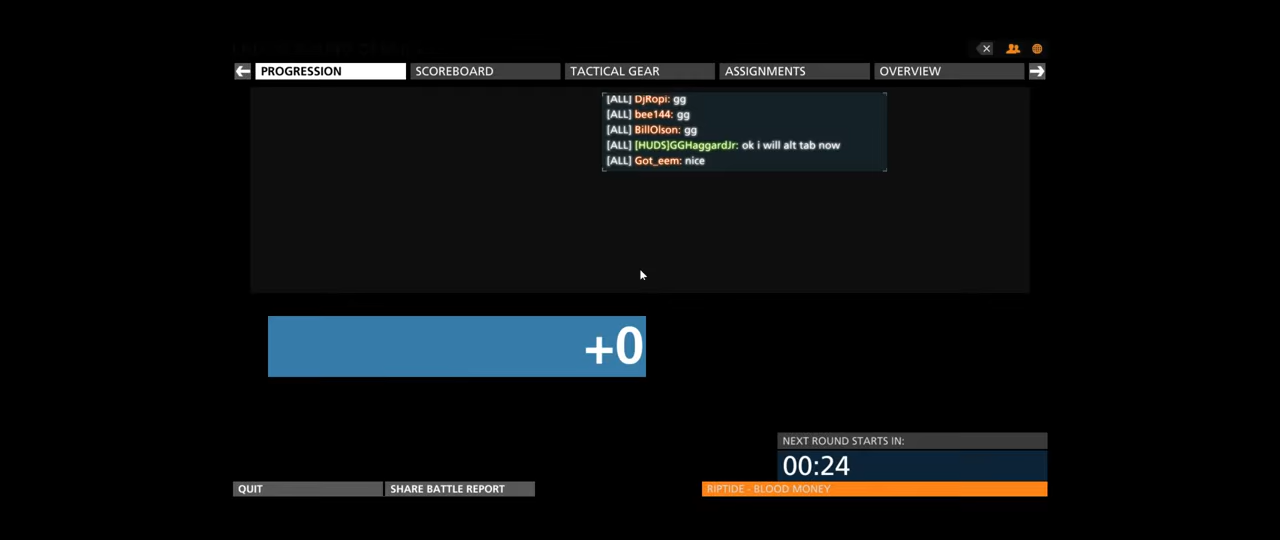 PROGRESSION
SCOREBOARD
TACTICAL GEAR
ASSIGNMENTS
OVERVIEW
[ALL] DjRopi: gg
[ALL] bee144: gg
[ALL] BillOlson: gg
[ALL] [HUDS]GGHaggardJr: ok i will alt tab now
[ALL] Got_eem: nice
+0
NEXT ROUND STARTS IN:
00:24
QUIT
SHARE BATTLE REPORT
RIPTIDE - BLOOD MONEY